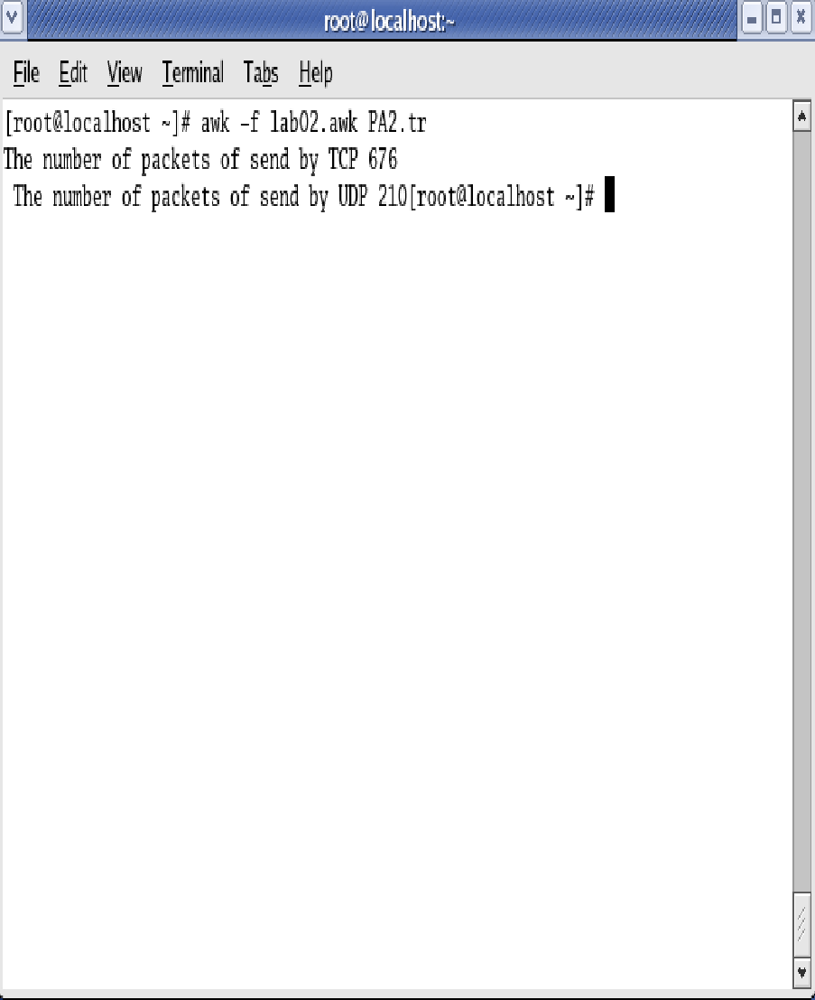 root@localhost:~
File Edit View Terminal Tabs Help
[root@localhost ~]# awk -f lab02.awk PA2.tr
The number of packets of send by TCP 676
 The number of packets of send by UDP 210[root@localhost ~]#